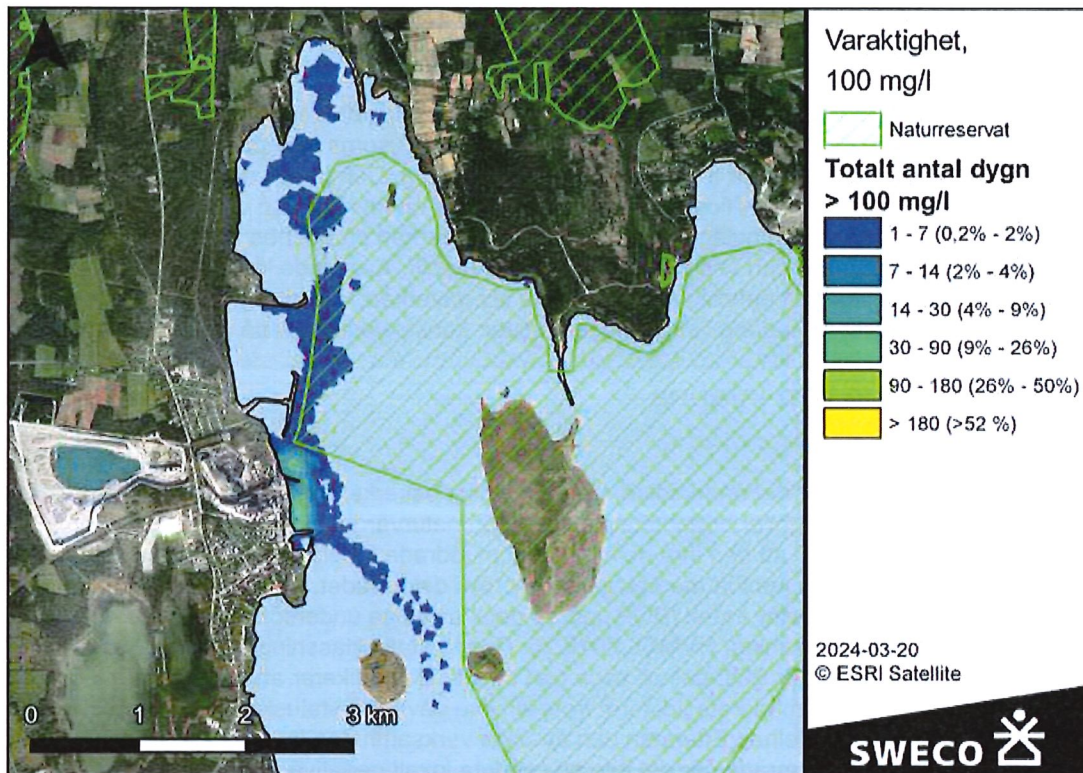 Varaktighet,
100 mg/l
Naturreservat
Totalt antal dygn
> 100 mg/l
1 - 7 (0,2% - 2%)
7 - 14 (2% - 4%)
14 - 30 (4% - 9%)
30 - 90 (9% - 26%)
90 - 180 (26% - 50%)
> 180 (>52 %)
2024-03-20
© ESRI Satellite
SWECO
0 1 2 3 km